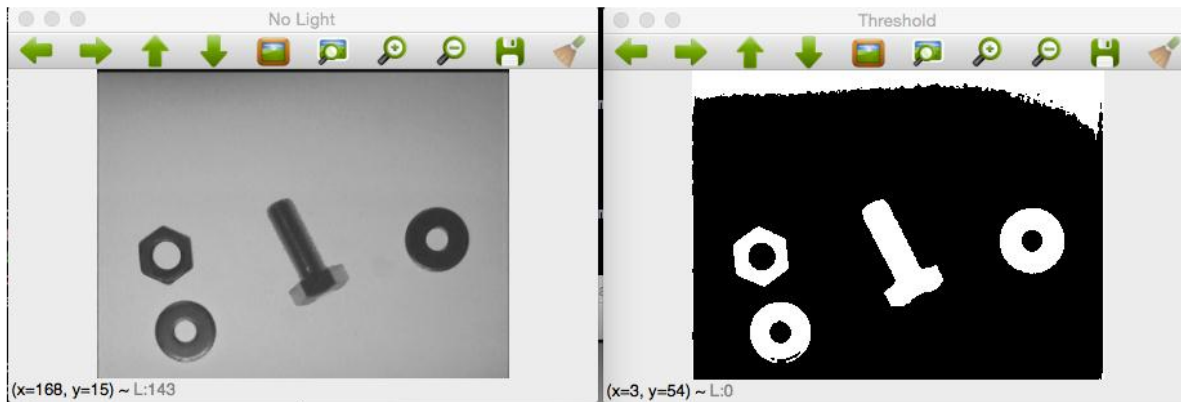 No Light
Threshold
(x=168, y=15) ~ L:143
(x=3, y=54) ~ L:0